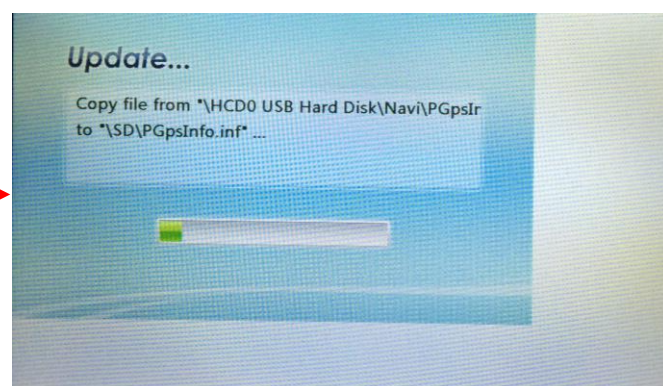 Update...
Copy file from "\HCD0 USB Hard Disk\Navi\PGpsIr
to "\SD\PGpsInfo.inf" ...